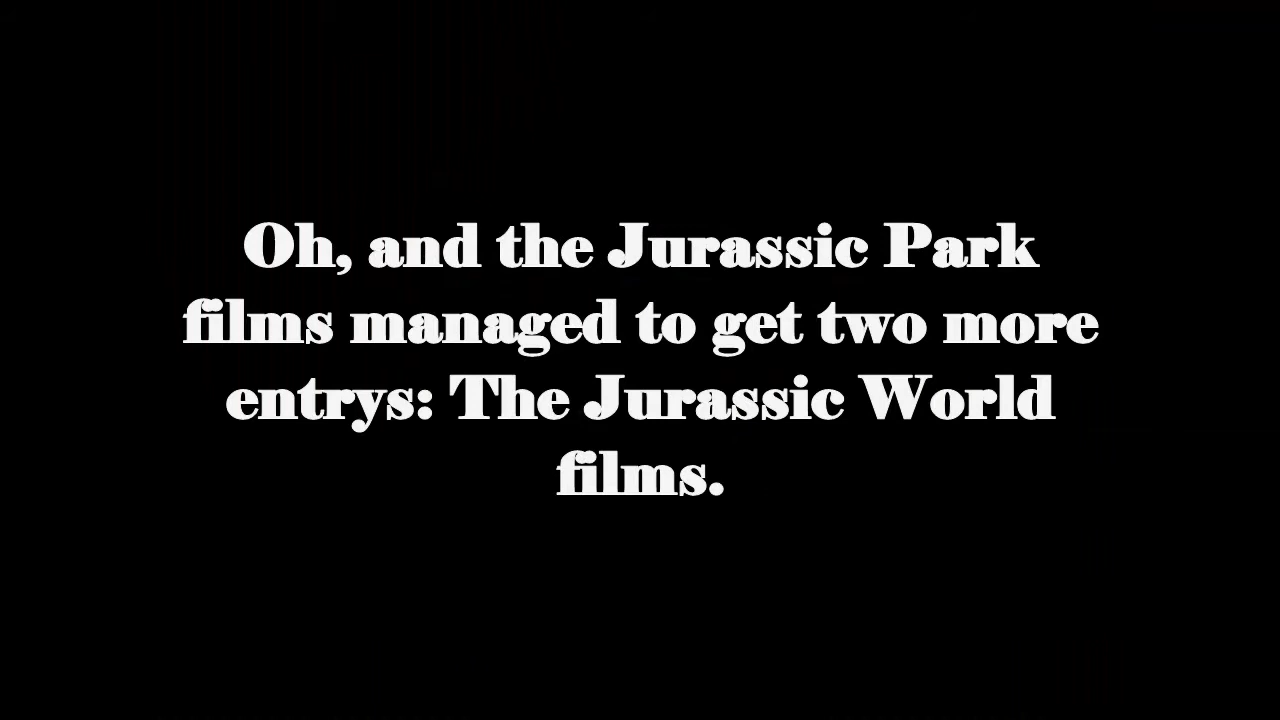 Oh, and the Jurassic Park
films managed to get two more
entrys: The Jurassic World
films.